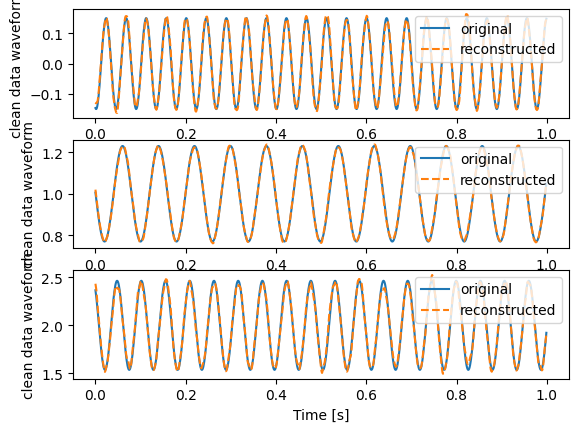 clean data waveform
0.1
0.0
−0.1
original
reconstructed
0.0 0.2 0.4 0.6 0.8 1.0
clean data waveform
1.2
1.0
0.8
original
reconstructed
0.0 0.2 0.4 0.6 0.8 1.0
clean data waveform
2.5
2.0
1.5
original
reconstructed
0.0 0.2 0.4 0.6 0.8 1.0
Time [s]